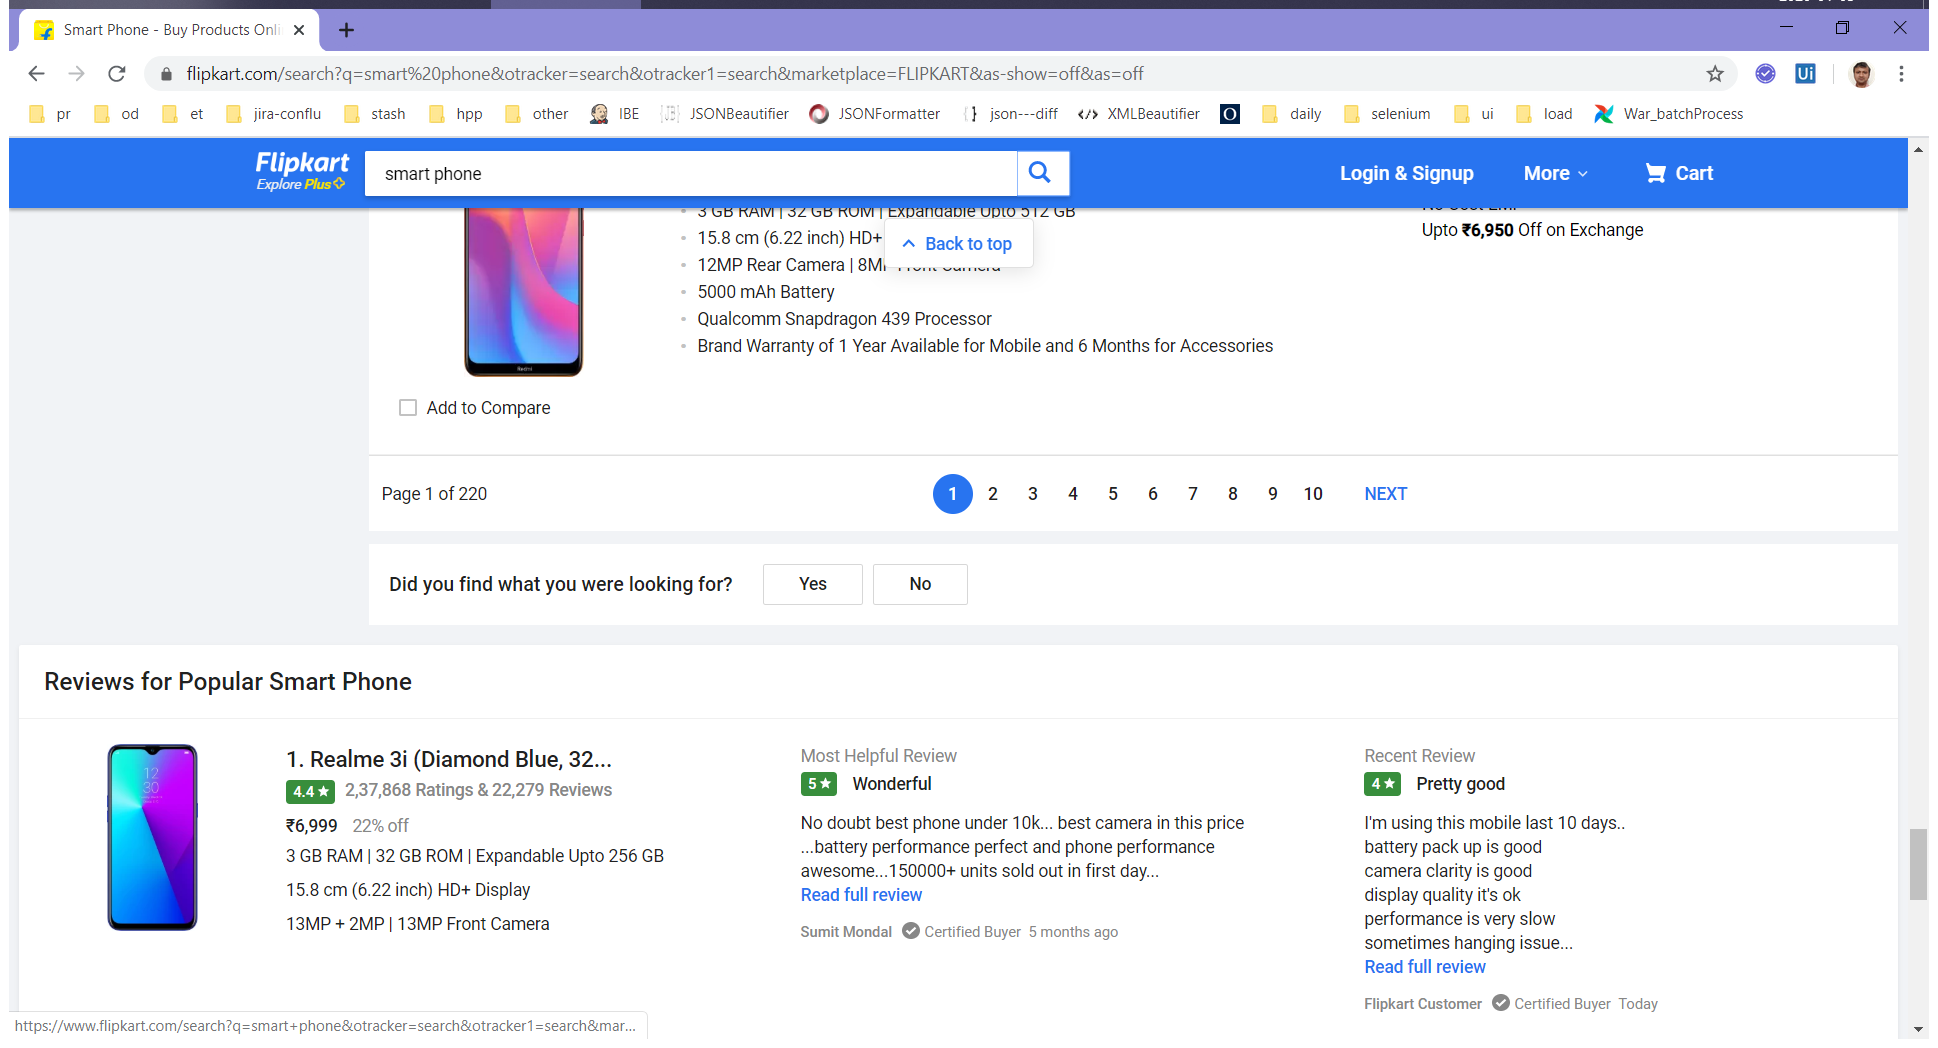 Smart Phone - Buy Products Onli
flipkart.com/search?q=smart%20phone&otracker=search&otracker1=search&marketplace=FLIPKART&as-show=off&as=off
Ui
pr od et jira-conflu stash hpp other IBE JSONBeautifier JSONFormatter json---diff XMLBeautifier O daily selenium ui load War_batchProcess
Flipkart
Explore Plus
smart phone
Login & Signup More Cart
3 GB RAM | 32 GB ROM | Expandable Upto 512 GB
No Cost EMI
15.8 cm (6.22 inch) HD+
Back to top
Upto ₹6,950 Off on Exchange
12MP Rear Camera | 8MP Front Camera
5000 mAh Battery
Qualcomm Snapdragon 439 Processor
Brand Warranty of 1 Year Available for Mobile and 6 Months for Accessories
Redmi
Add to Compare
Page 1 of 220
1 2 3 4 5 6 7 8 9 10 NEXT
Did you find what you were looking for? Yes No
Reviews for Popular Smart Phone
12
30
1. Realme 3i (Diamond Blue, 32...
4.4★ 2,37,868 Ratings & 22,279 Reviews
₹6,999 22% off
3 GB RAM | 32 GB ROM | Expandable Upto 256 GB
15.8 cm (6.22 inch) HD+ Display
13MP + 2MP | 13MP Front Camera
Most Helpful Review
5★ Wonderful
No doubt best phone under 10k... best camera in this price
...battery performance perfect and phone performance
awesome...150000+ units sold out in first day...
Read full review
Sumit Mondal Certified Buyer 5 months ago
Recent Review
4★ Pretty good
I'm using this mobile last 10 days..
battery pack up is good
camera clarity is good
display quality it's ok
performance is very slow
sometimes hanging issue...
Read full review
Flipkart Customer Certified Buyer Today
https://www.flipkart.com/search?q=smart+phone&otracker=search&otracker1=search&mar...